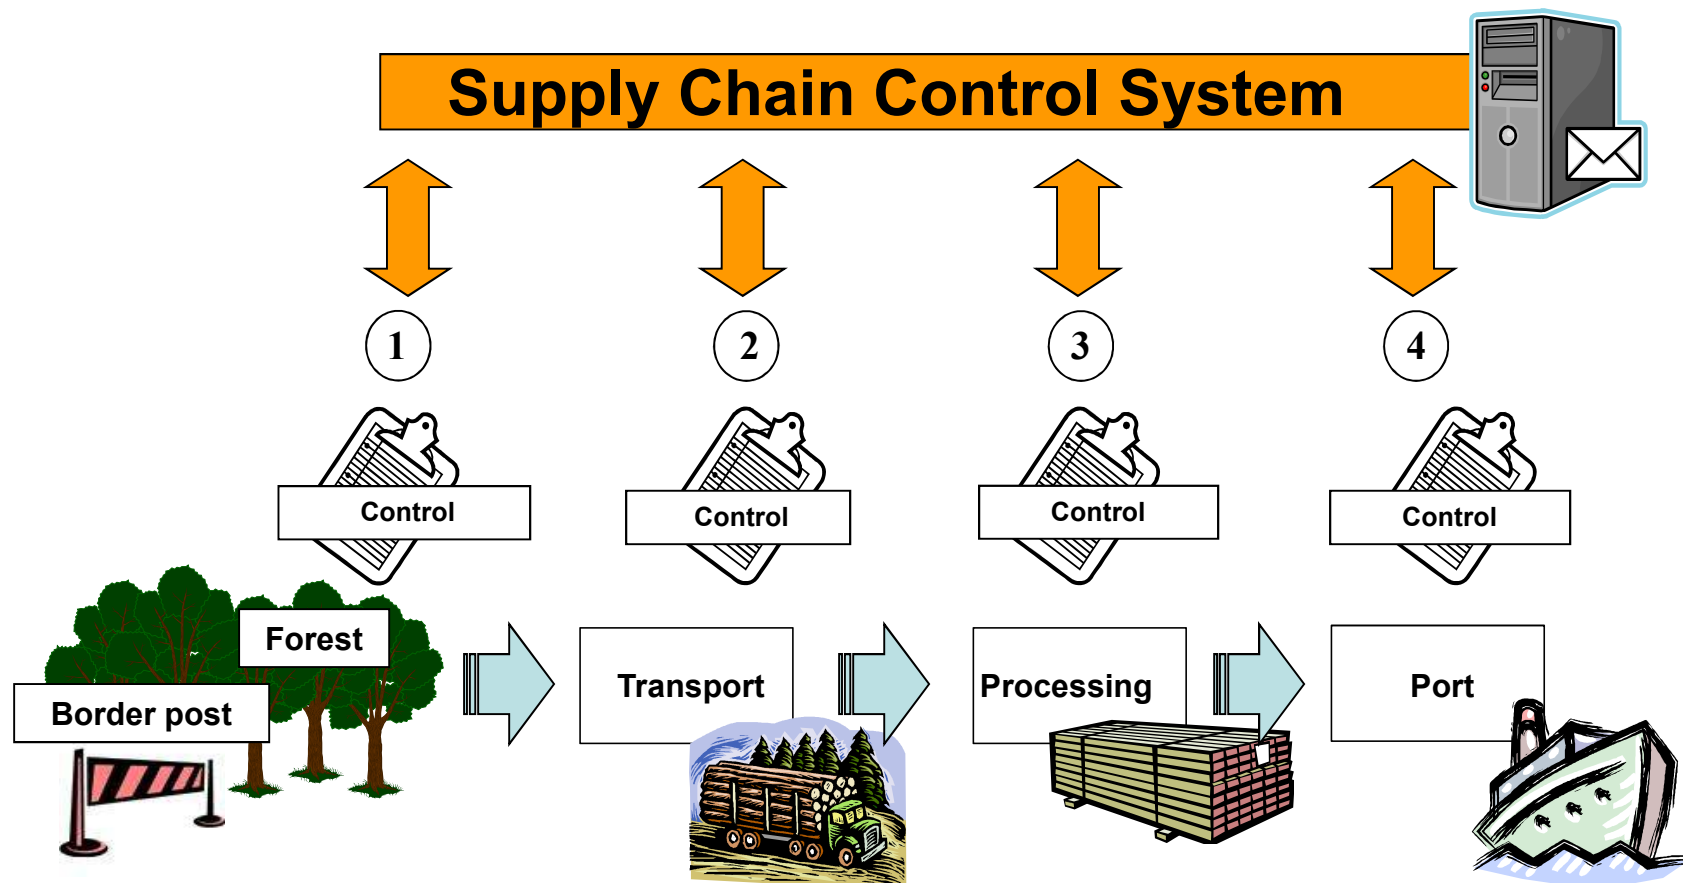 Supply Chain Control System
1
2
3
4
Control
Control
Control
Control
Forest
Border post
Transport
Processing
Port